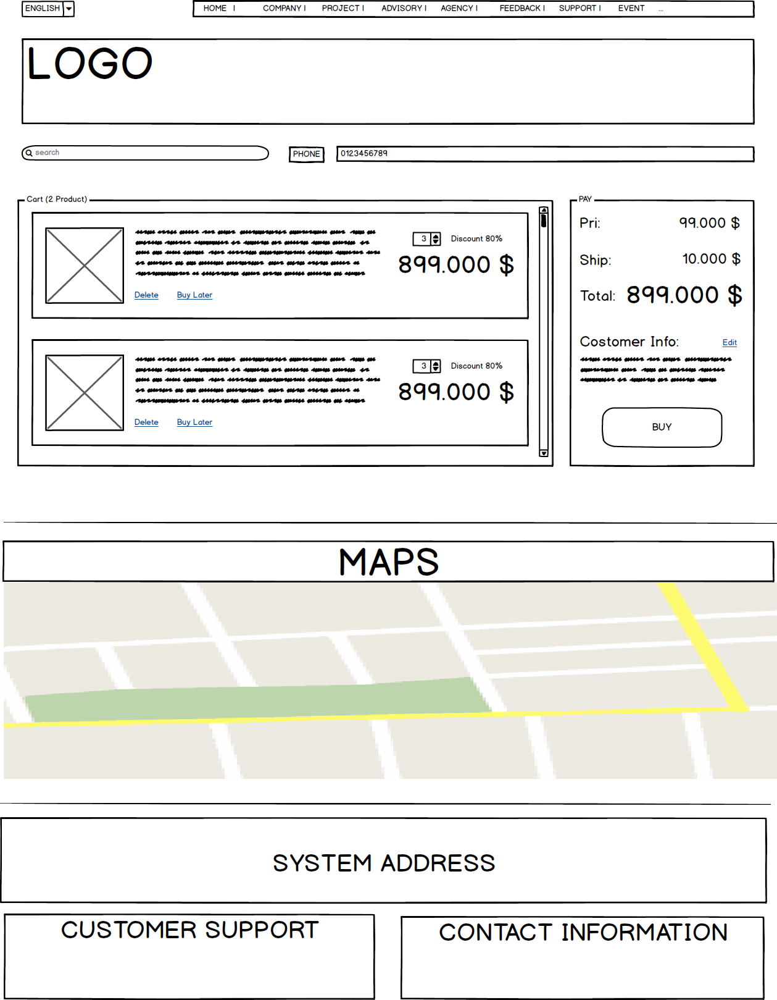 ENGLISH
HOME | COMPANY | PROJECT | ADVISORY | AGENCY | FEEDBACK | SUPPORT | EVENT ...
LOGO
search
PHONE
0123456789
Cart (2 Product)
3 Discount 80%
899.000 $
Delete Buy Later
3 Discount 80%
899.000 $
Delete Buy Later
PAY
Pri: 99.000 $
Ship: 10.000 $
Total: 899.000 $
Costomer Info: Edit
BUY
MAPS
SYSTEM ADDRESS
CUSTOMER SUPPORT
CONTACT INFORMATION